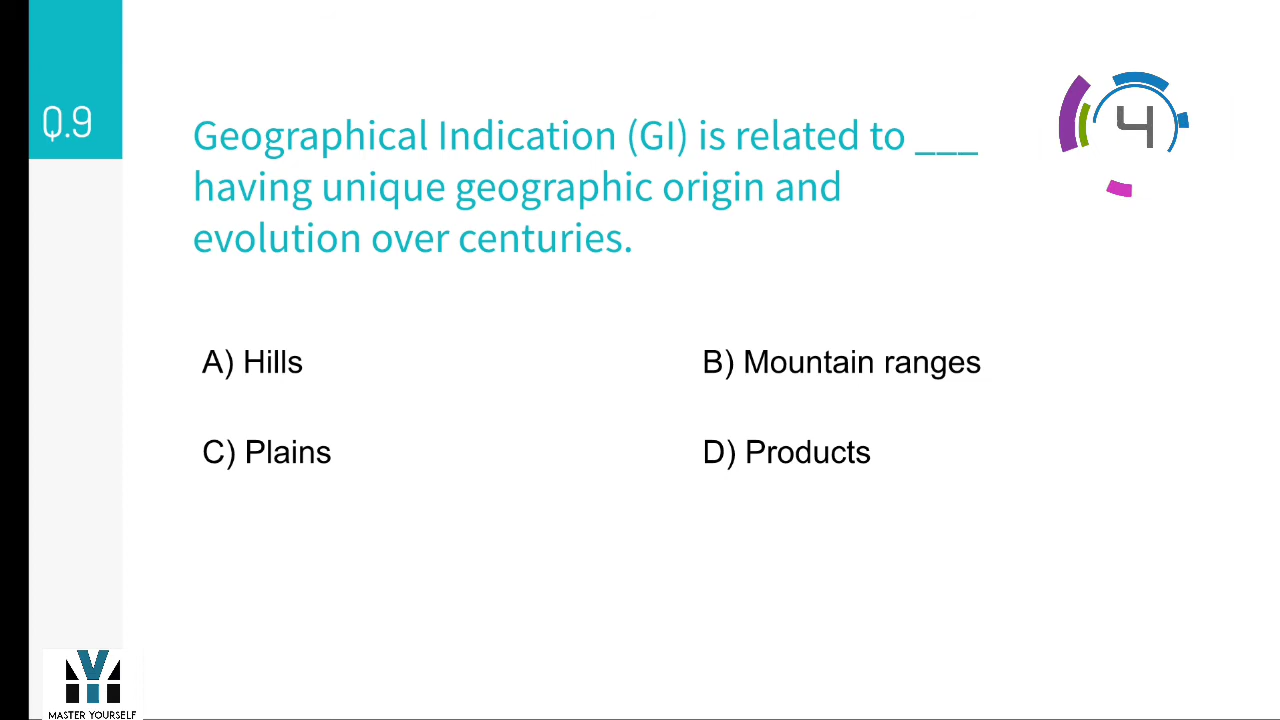 Q.9
Geographical Indication (GI) is related to ___
having unique geographic origin and
evolution over centuries.
4
A) Hills
B) Mountain ranges
C) Plains
D) Products
MASTER YOURSELF